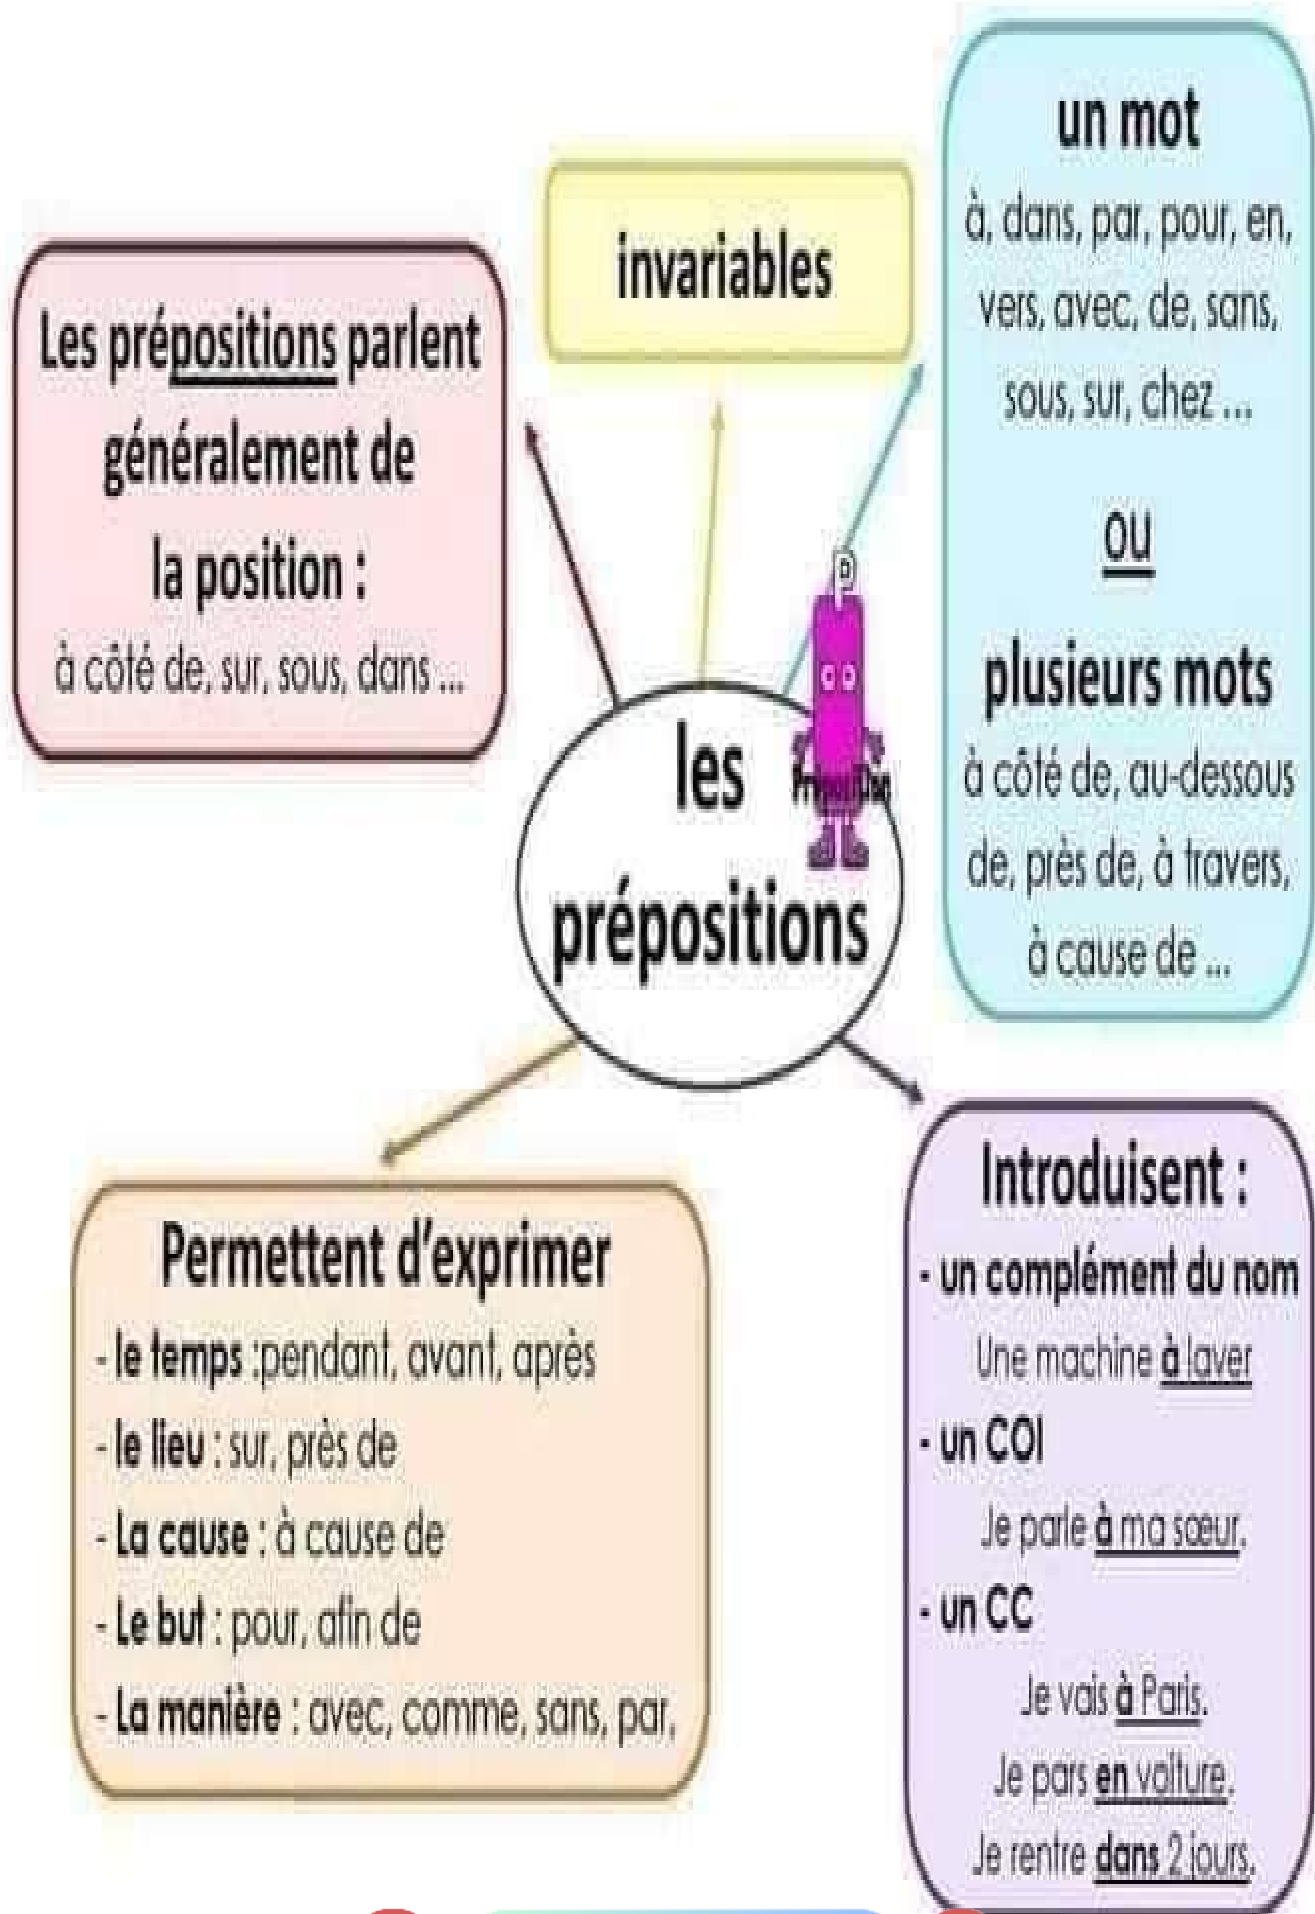 Les prépositions parlent
généralement de
la position :
à côté de, sur, sous, dans ...
invariables
un mot
à, dans, par, pour, en,
vers, avec, de, sans,
sous, sur, chez ...
ou
plusieurs mots
à côté de, au-dessous
de, près de, à travers,
à cause de ...
P
les
prépositions
Permettent d'exprimer
- le temps :pendant, avant, après
- le lieu : sur, près de
- La cause : à cause de
- Le but : pour, afin de
- La manière : avec, comme, sans, par,
Introduisent :
- un complément du nom
Une machine à laver
- un COI
Je parle à ma sœur.
- un CC
Je vais à Paris.
Je pars en voiture.
Je rentre dans 2 jours.